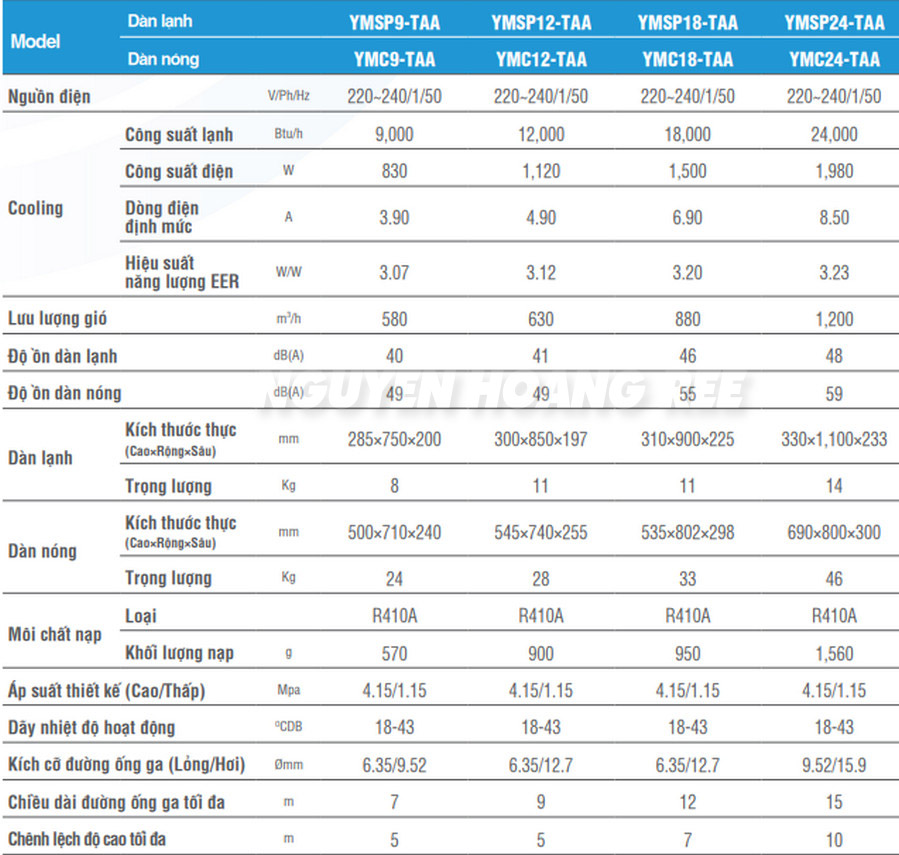 Model Dàn lạnh YMSP9-TAA YMSP12-TAA YMSP18-TAA YMSP24-TAA
Dàn nóng YMC9-TAA YMC12-TAA YMC18-TAA YMC24-TAA
Nguồn điện V/Ph/Hz 220~240/1/50 220~240/1/50 220~240/1/50 220~240/1/50
Cooling
Công suất lạnh Btu/h 9,000 12,000 18,000 24,000
Công suất điện W 830 1,120 1,500 1,980
Dòng điện
định mức A 3.90 4.90 6.90 8.50
Hiệu suất
năng lượng EER W/W 3.07 3.12 3.20 3.23
Lưu lượng gió m³/h 580 630 880 1,200
Độ ồn dàn lạnh dB(A) 40 41 46 48
Độ ồn dàn nóng dB(A) 49 49 55 59
NGUYEN HOANG REE
Dàn lạnh
Kích thước thực
(Cao×Rộng×Sâu) mm 285×750×200 300×850×197 310×900×225 330×1,100×233
Trọng lượng Kg 8 11 11 14
Dàn nóng
Kích thước thực
(Cao×Rộng×Sâu) mm 500×710×240 545×740×255 535×802×298 690×800×300
Trọng lượng Kg 24 28 33 46
Môi chất nạp
Loại R410A R410A R410A R410A
Khối lượng nạp g 570 900 950 1,560
Áp suất thiết kế (Cao/Thấp) Mpa 4.15/1.15 4.15/1.15 4.15/1.15 4.15/1.15
Dãy nhiệt độ hoạt động °CDB 18-43 18-43 18-43 18-43
Kích cỡ đường ống ga (Lỏng/Hơi) Ømm 6.35/9.52 6.35/12.7 6.35/12.7 9.52/15.9
Chiều dài đường ống ga tối đa m 7 9 12 15
Chênh lệch độ cao tối đa m 5 5 7 10